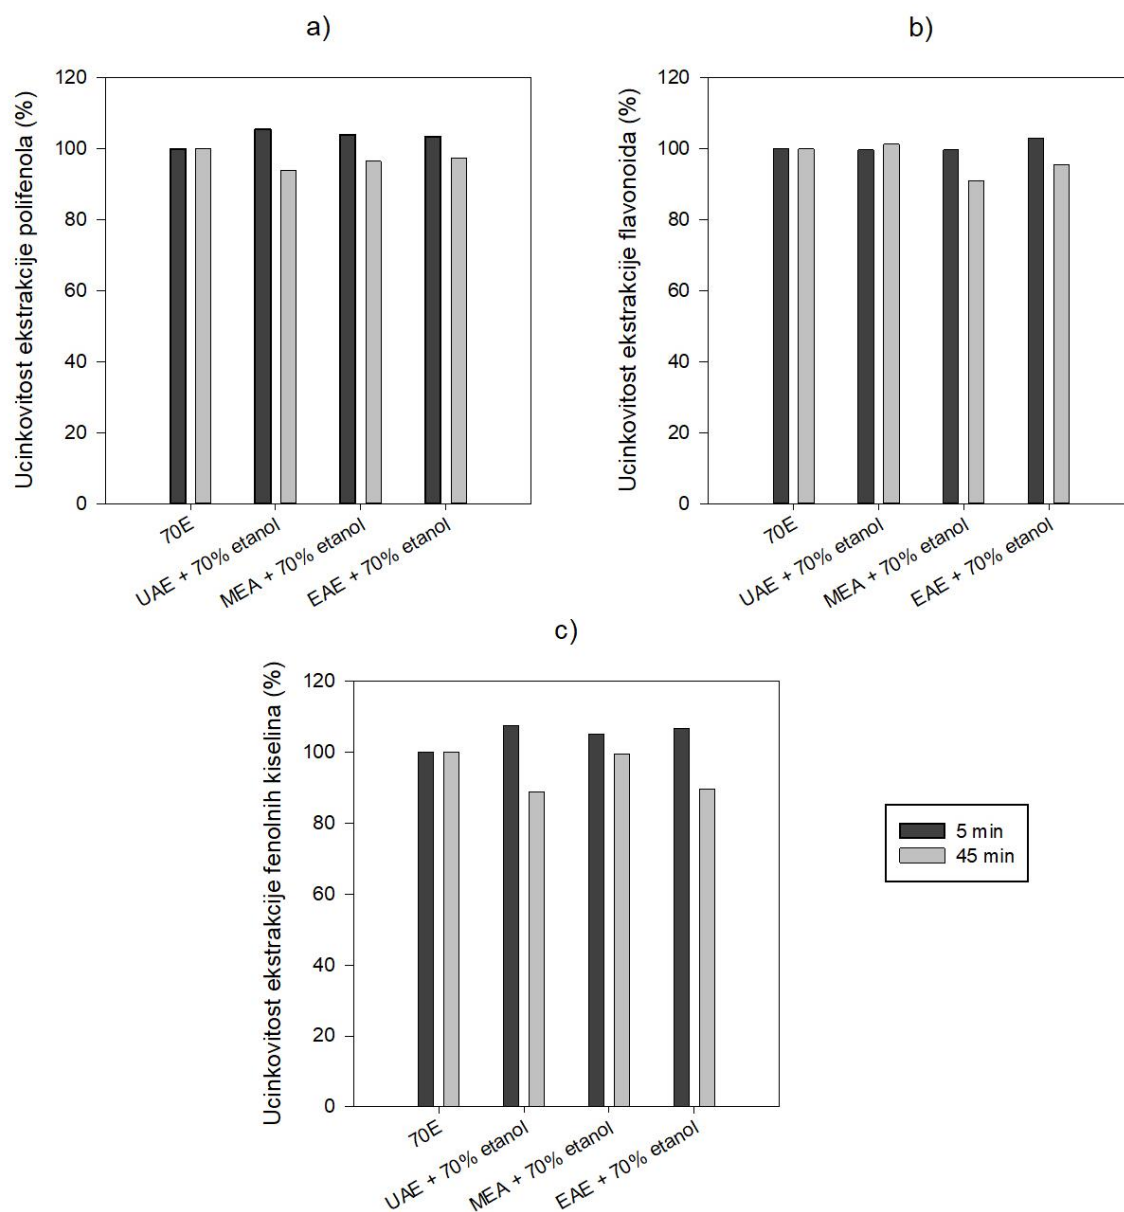 a)
Ucinkovitost ekstrakcije polifenola (%)
120
100
80
60
40
20
0
70E
UAE + 70% etanol
MEA + 70% etanol
EAE + 70% etanol
b)
Ucinkovitost ekstrakcije flavonoida (%)
120
100
80
60
40
20
0
70E
UAE + 70% etanol
MEA + 70% etanol
EAE + 70% etanol
c)
Ucinkovitost ekstrakcije fenolnih kiselina (%)
120
100
80
60
40
20
0
70E
UAE + 70% etanol
MEA + 70% etanol
EAE + 70% etanol
5 min
45 min